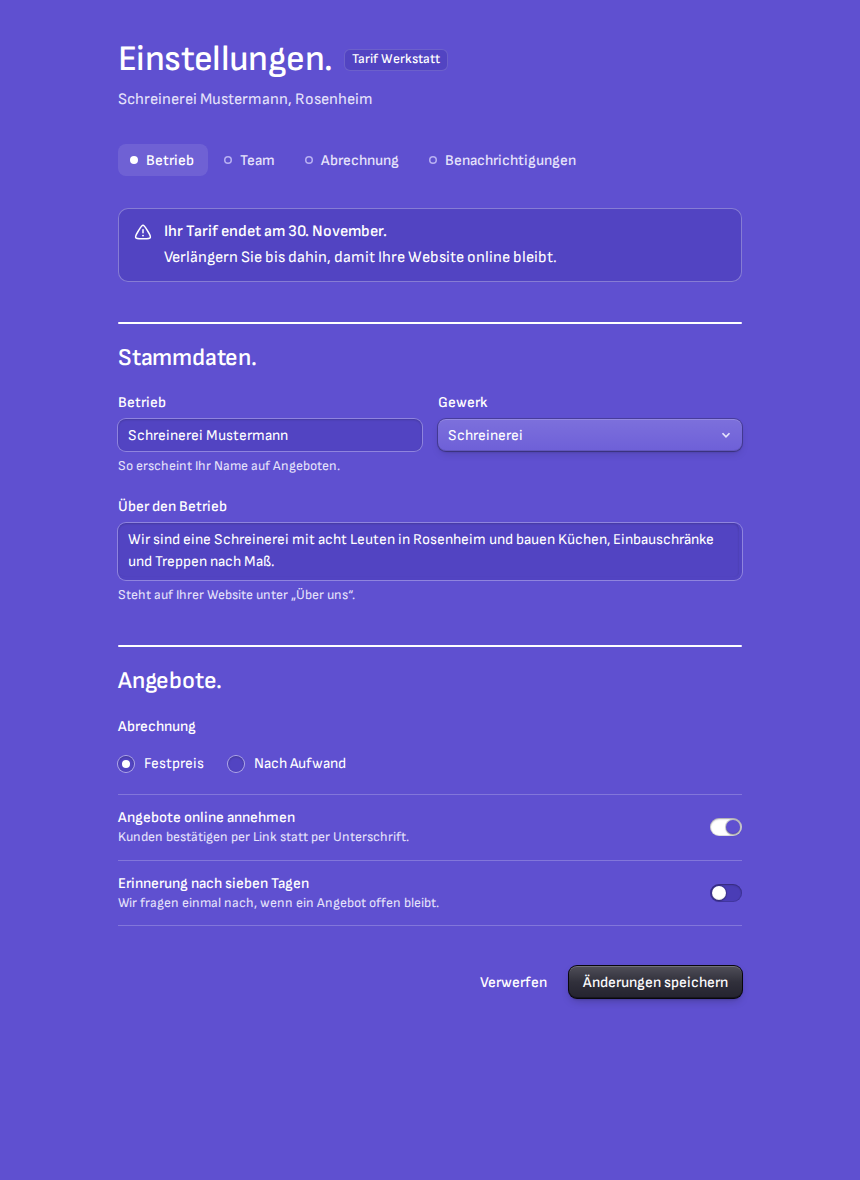 Einstellungen. Tarif Werkstatt
Schreinerei Mustermann, Rosenheim
Betrieb Team Abrechnung Benachrichtigungen
Ihr Tarif endet am 30. November.
Verlängern Sie bis dahin, damit Ihre Website online bleibt.
Stammdaten.
Betrieb Gewerk
Schreinerei Mustermann Schreinerei
So erscheint Ihr Name auf Angeboten.
Über den Betrieb
Wir sind eine Schreinerei mit acht Leuten in Rosenheim und bauen Küchen, Einbauschränke
und Treppen nach Maß.
Steht auf Ihrer Website unter „Über uns“.
Angebote.
Abrechnung
Festpreis Nach Aufwand
Angebote online annehmen
Kunden bestätigen per Link statt per Unterschrift.
Erinnerung nach sieben Tagen
Wir fragen einmal nach, wenn ein Angebot offen bleibt.
Verwerfen Änderungen speichern